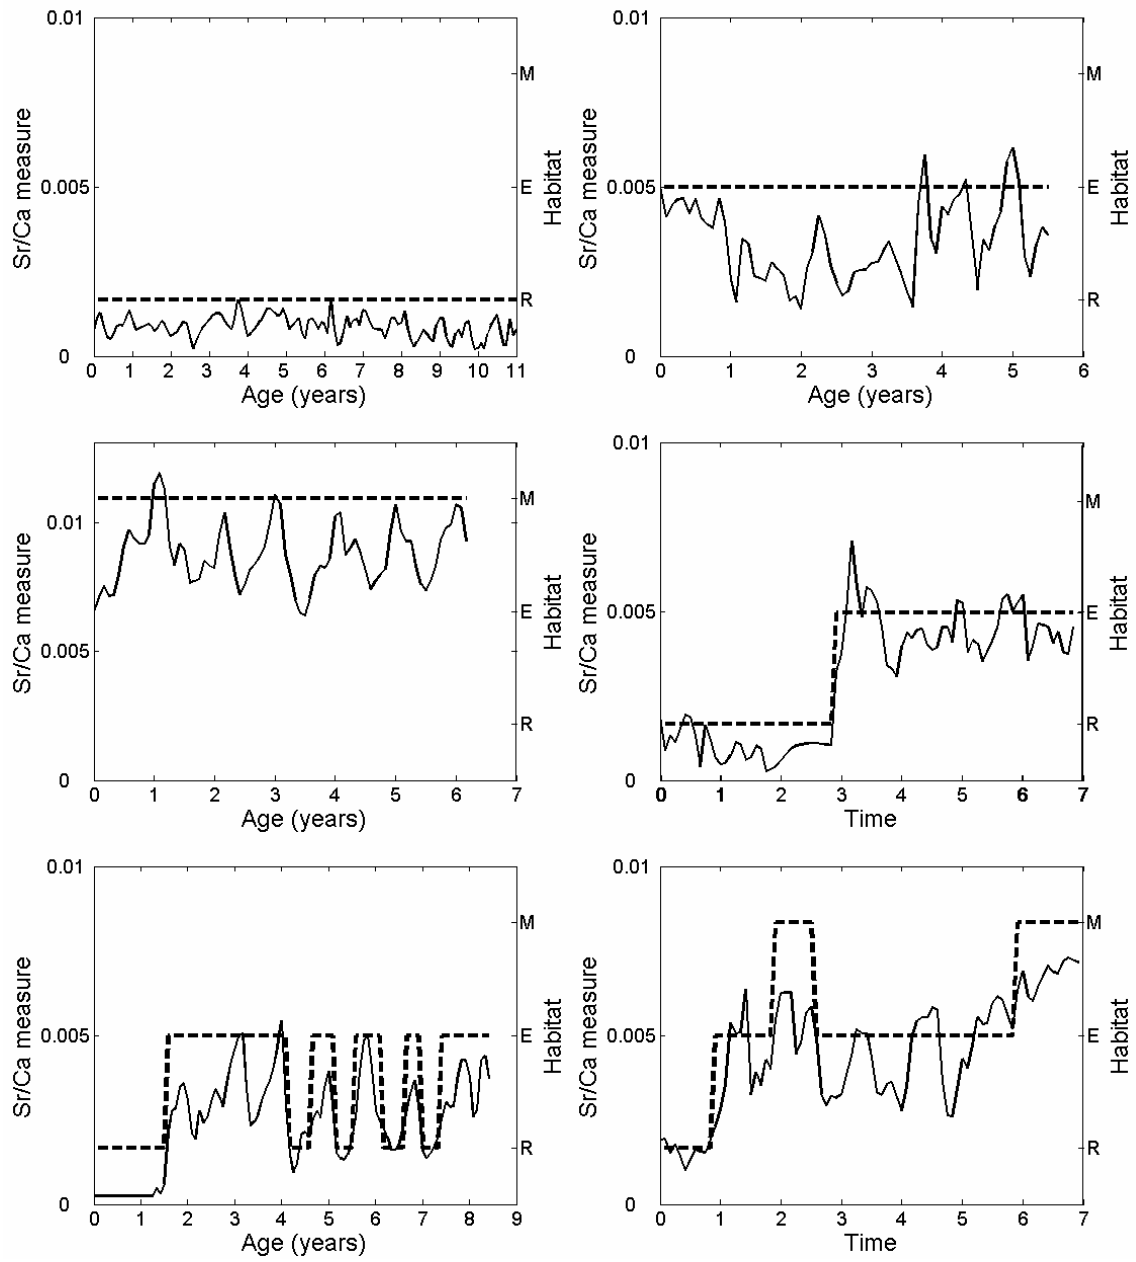 0.01
M
Sr/Ca measure
0.005
E
Habitat
R
0
0 1 2 3 4 5 6 7 8 9 10 11
Age (years)
0.01
M
Sr/Ca measure
0.005
E
Habitat
R
0
0 1 2 3 4 5 6
Age (years)
M
0.01
Sr/Ca measure
E
Habitat
0.005
R
0
0 1 2 3 4 5 6 7
Age (years)
0.01
M
Sr/Ca measure
0.005
E
Habitat
R
0
0 1 2 3 4 5 6 7
Time
0.01
M
Sr/Ca measure
0.005
E
Habitat
R
0
0 1 2 3 4 5 6 7 8 9
Age (years)
0.01
M
Sr/Ca measure
0.005
E
Habitat
R
0
0 1 2 3 4 5 6 7
Time